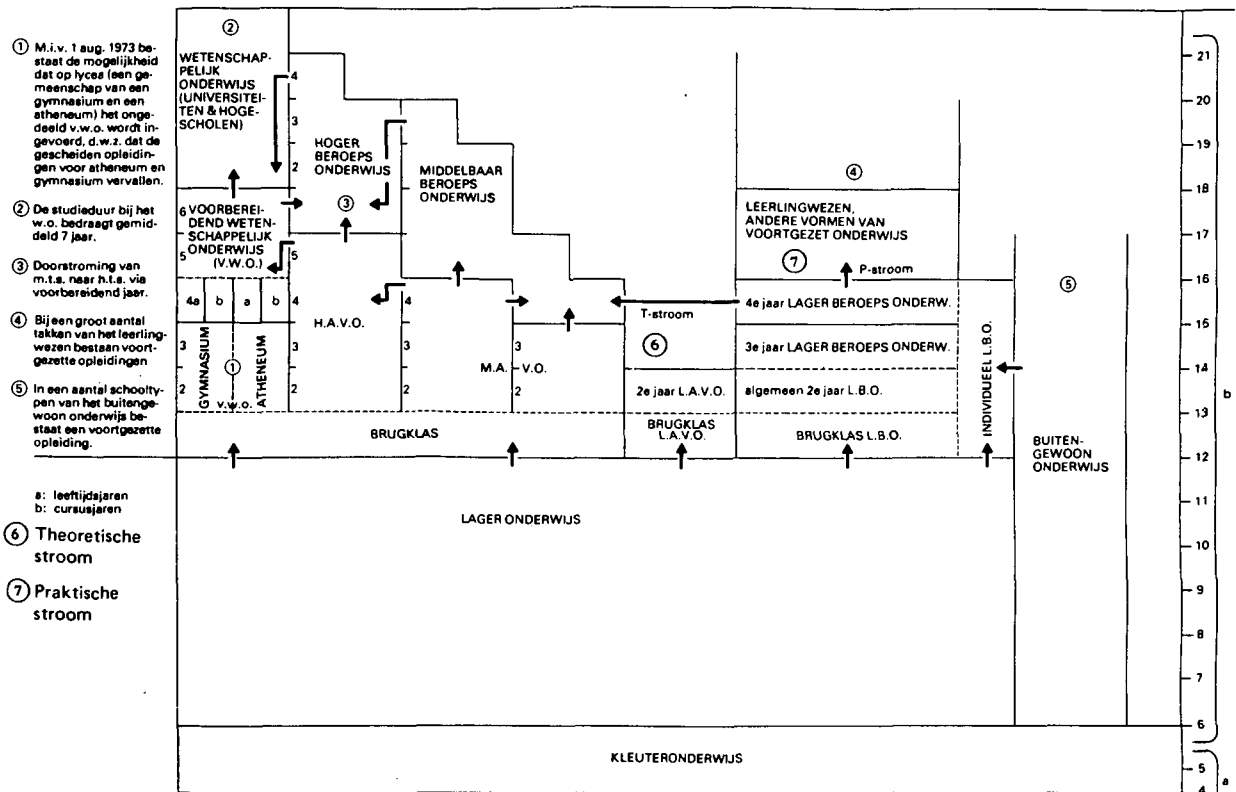 ① M.i.v. 1 aug. 1973 be-
staat de mogelijkheid
dat op lycea (een ge-
meenschap van een
gymnasium en een
atheneum) het onge-
deeld v.w.o. wordt in-
gevoerd, d.w.z. dat de
gescheiden opleidin-
gen voor atheneum en
gymnasium vervallen.
② De studieduur bij het
w.o. bedraagt gemid-
deld 7 jaar.
③ Doorstroming van
m.t.s. naar h.t.s. via
voorbereidend jaar.
④ Bij een groot aantal
takken van het leerling-
wezen bestaan voort-
gezette opleidingen
⑤ In een aantal schoolty-
pen van het buitenge-
woon onderwijs be-
staat een voortgezette
opleiding.
a: leeftijdsjaren
b: cursusjaren
⑥ Theoretische
stroom
⑦ Praktische
stroom
②
WETENSCHAP-
PELIJK
ONDERWIJS
(UNIVERSITEI-
TEN & HOGE-
SCHOLEN)
4
3
2
HOGER
BEROEPS
ONDERWIJS
③
MIDDELBAAR
BEROEPS
ONDERWIJS
6
5
VOORBEREI-
DEND WETEN-
SCHAPPELIJK
ONDERWIJS
(V.W.O.)
4a b a b
3
2
GYMNASIUM
①
v.w.o.
ATHENEUM
5
4
3
2
H.A.V.O.
4
3
2
M.A.-V.O.
3
2
BRUGKLAS
T-stroom
⑥
2e jaar L.A.V.O.
BRUGKLAS
L.A.V.O.
④
LEERLINGWEZEN,
ANDERE VORMEN VAN
VOORTGEZET ONDERWIJS
⑦
P-stroom
4e jaar LAGER BEROEPS ONDERW.
3e jaar LAGER BEROEPS ONDERW.
algemeen 2e jaar L.B.O.
BRUGKLAS L.B.O.
INDIVIDUEEL L.B.O.
⑤
BUITEN-
GEWOON
ONDERWIJS
LAGER ONDERWIJS
KLEUTERONDERWIJS
21
20
19
18
17
16
15
14
13
12
11
10
9
8
7
6
5
4
b
a